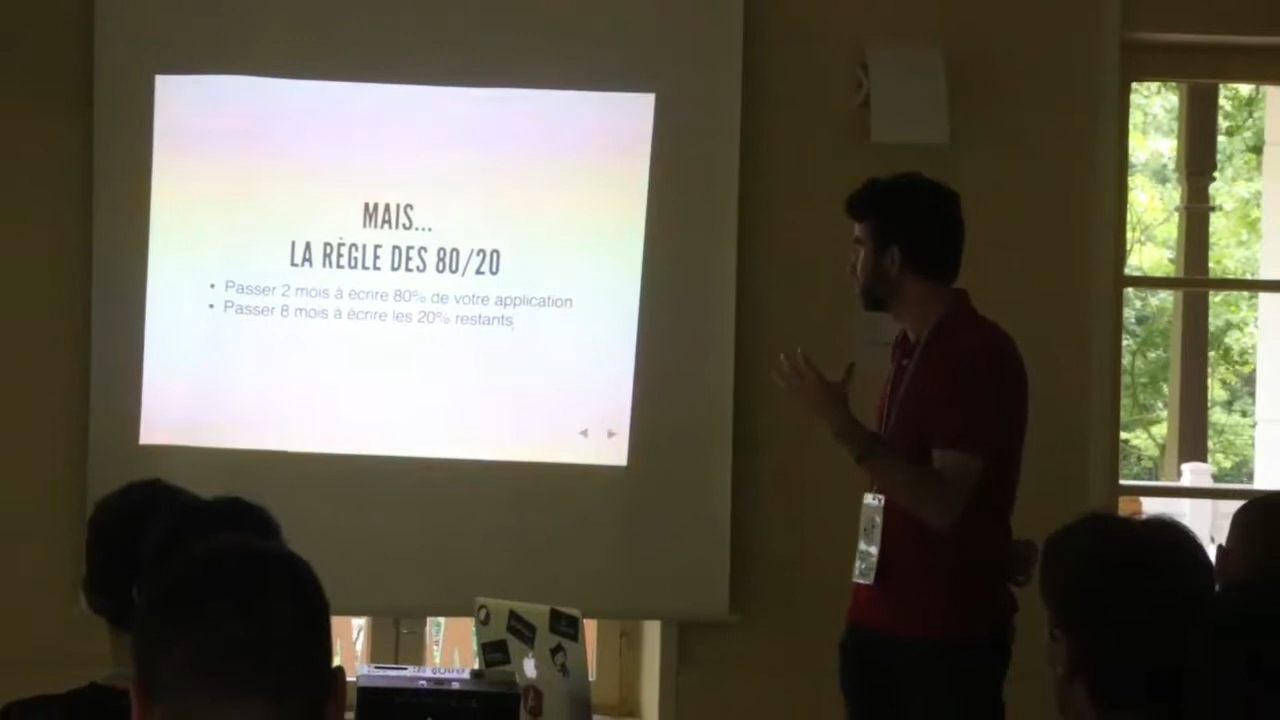 MAIS...
LA RÈGLE DES 80/20
• Passer 2 mois à écrire 80% de votre application
• Passer 8 mois à écrire les 20% restants